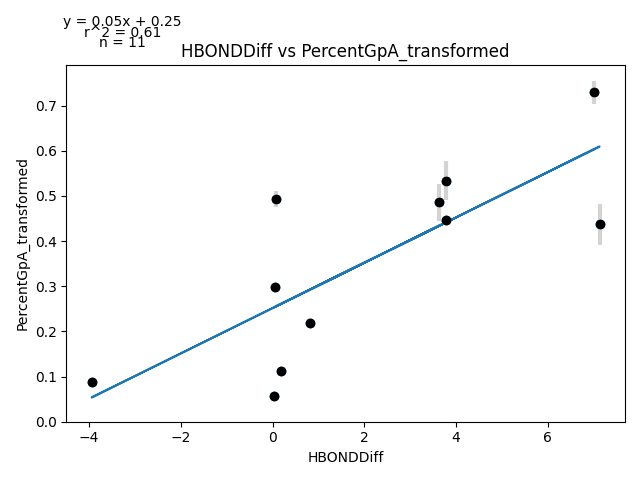 y = 0.05x + 0.25
r^2 = 0.61
n = 11
HBONDDiff vs PercentGpA_transformed
0.7
0.6
0.5
0.4
0.3
0.2
0.1
0.0
PercentGpA_transformed
−4
−2
0
2
4
6
HBONDDiff